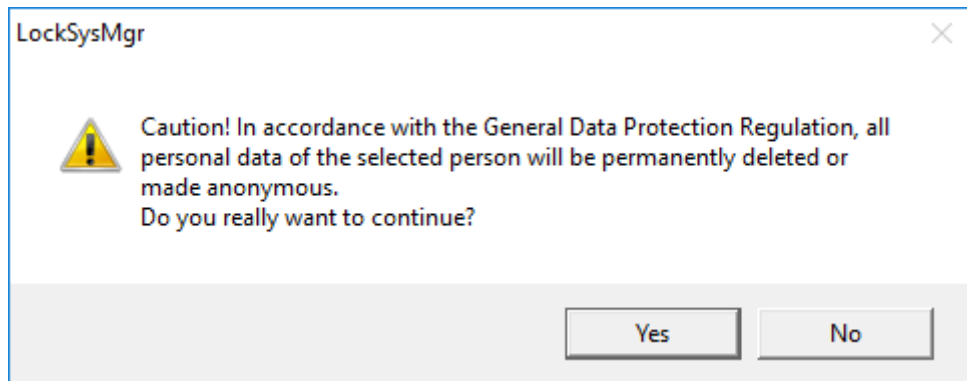 LockSysMgr
Caution! In accordance with the General Data Protection Regulation, all
personal data of the selected person will be permanently deleted or
made anonymous.
Do you really want to continue?
Yes
No